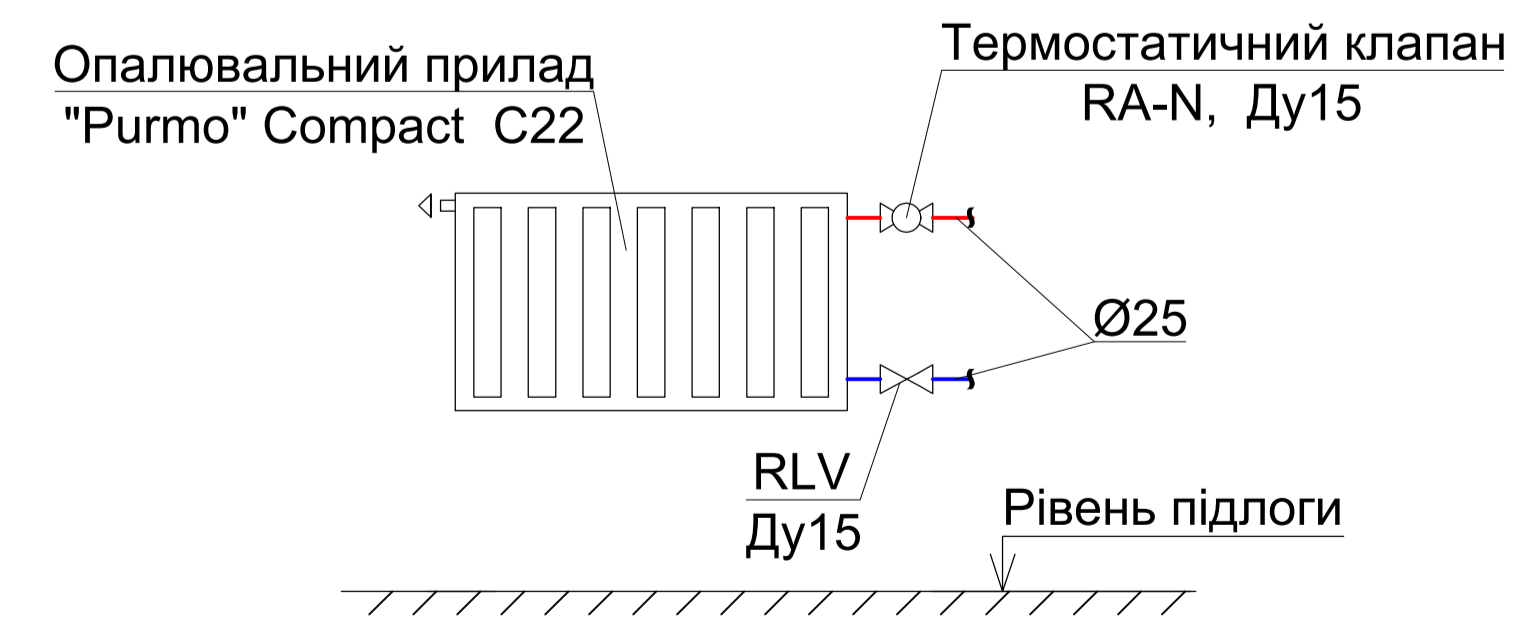 Опалювальний прилад
"Purmo" Compact C22
Термостатичний клапан
RA-N, Ду15
Ø25
RLV
Ду15
Рівень підлоги